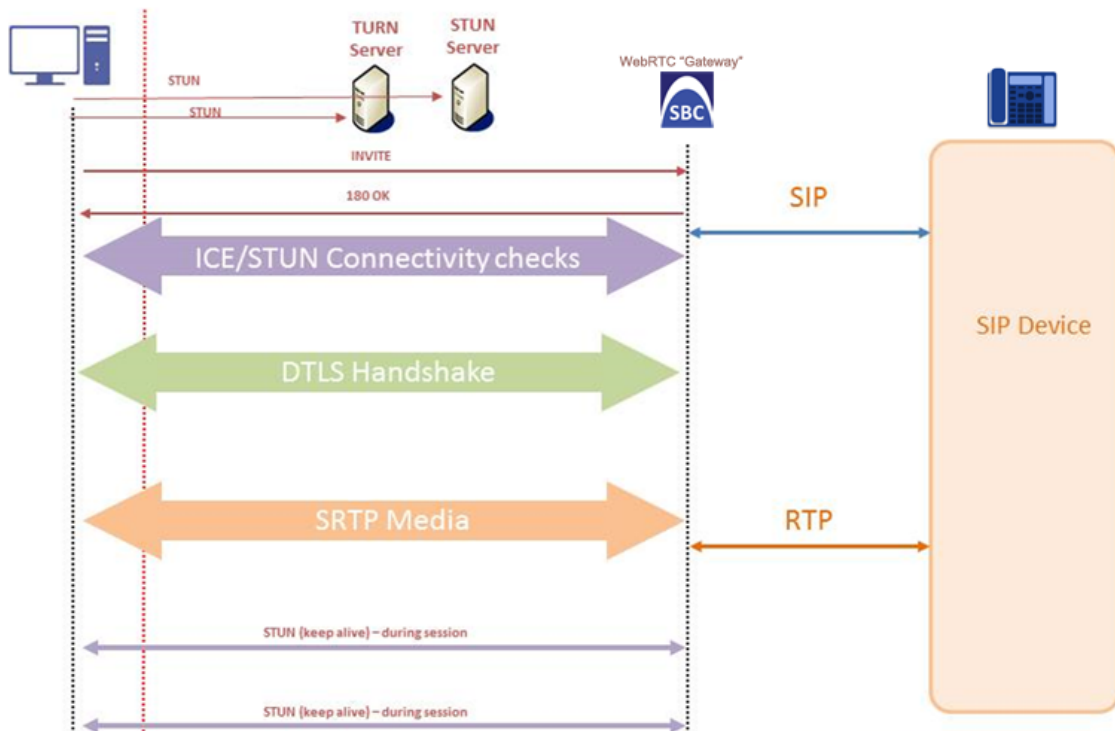 TURN
Server
STUN
Server
WebRTC "Gateway"
SBC
STUN
STUN
INVITE
180 OK
SIP
ICE/STUN Connectivity checks
SIP Device
DTLS Handshake
SRTP Media
RTP
STUN (keep alive) – during session
STUN (keep alive) – during session